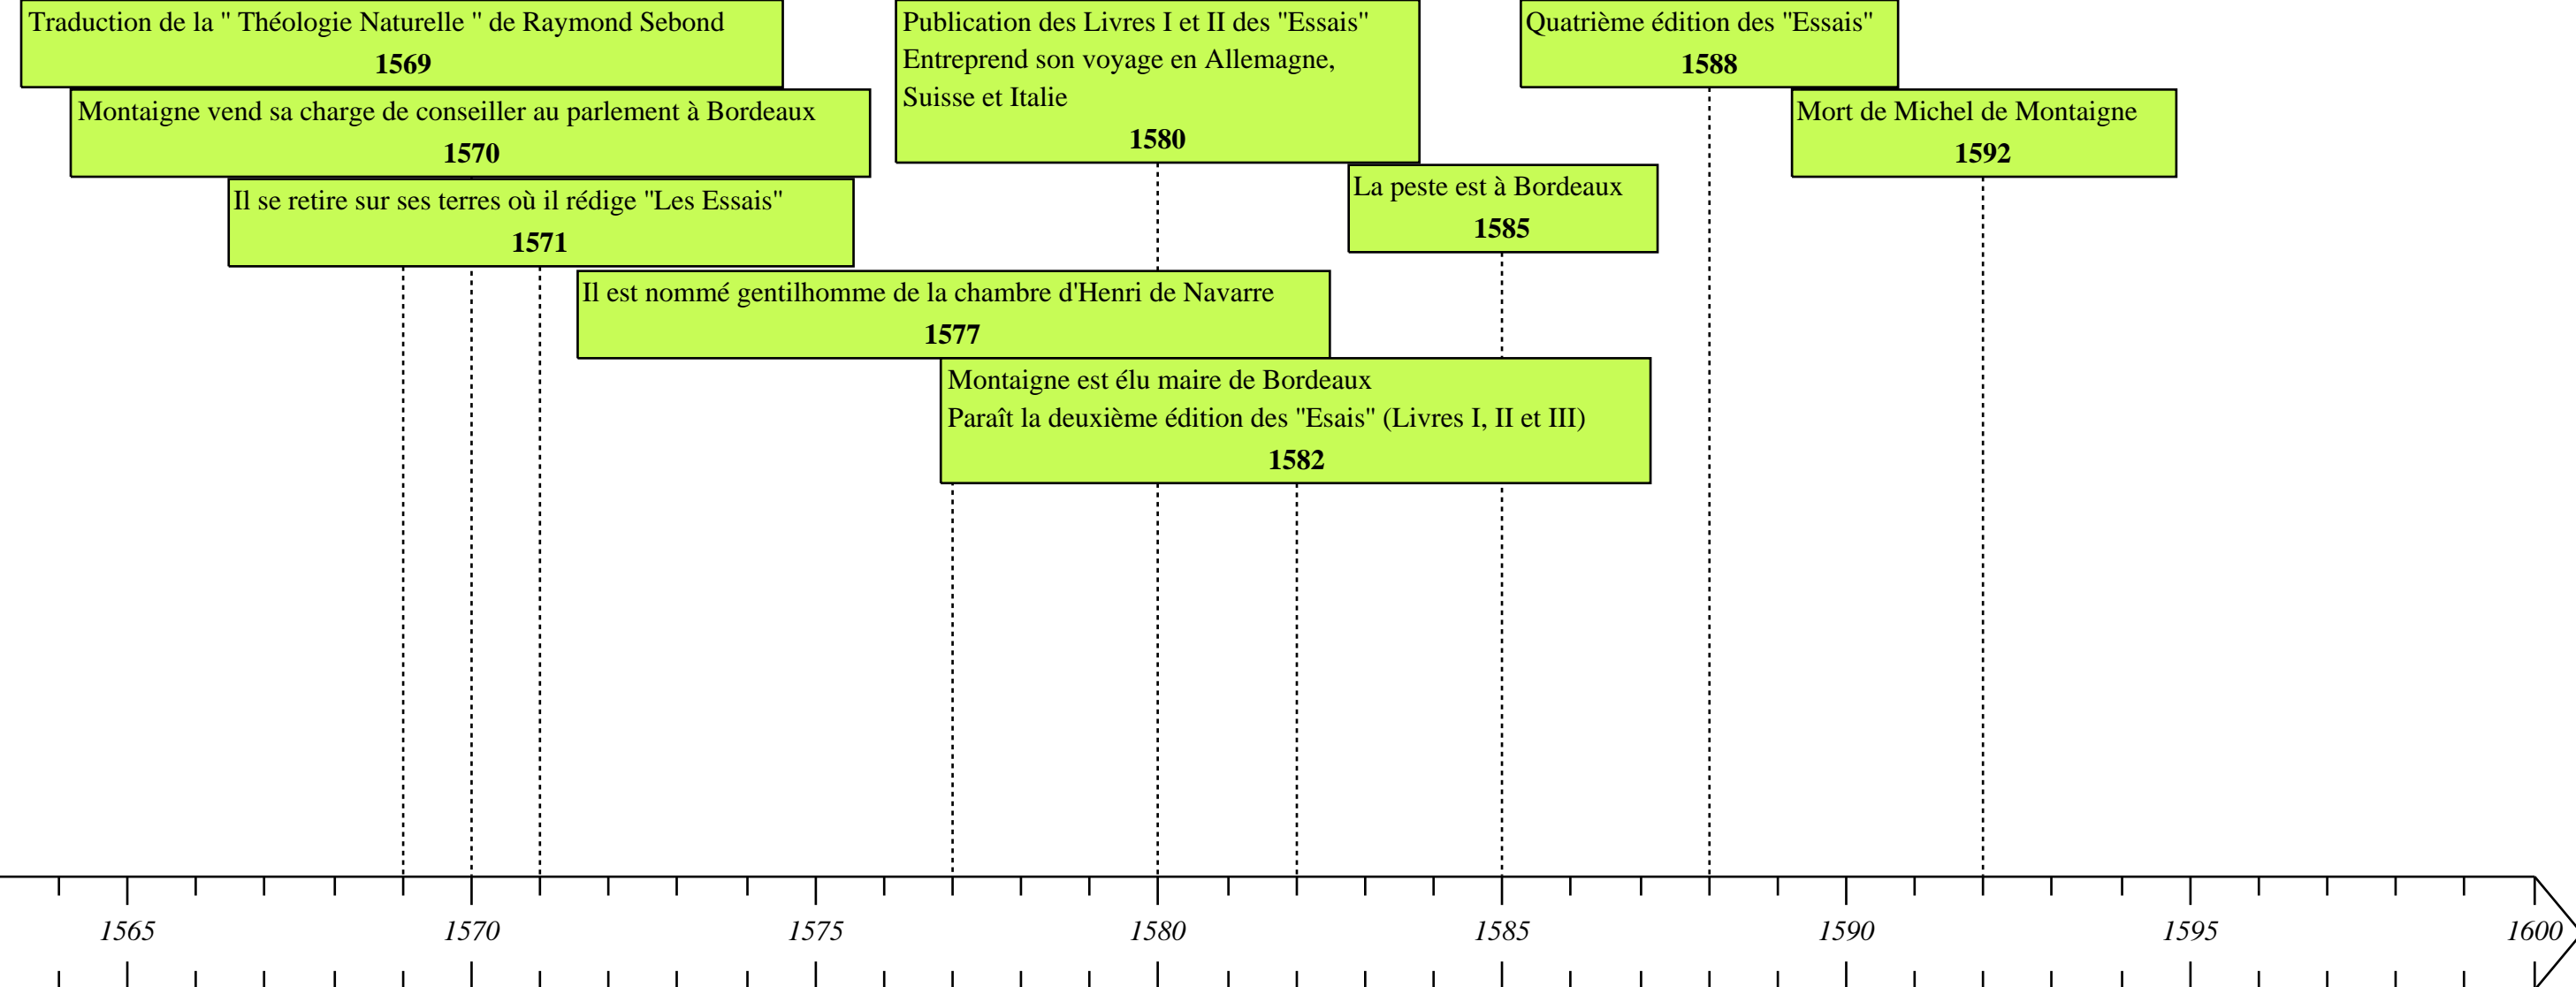 Traduction de la " Théologie Naturelle " de Raymond Sebond
1569
Montaigne vend sa charge de conseiller au parlement à Bordeaux
1570
Il se retire sur ses terres où il rédige "Les Essais"
1571
Il est nommé gentilhomme de la chambre d'Henri de Navarre
1577
Publication des Livres I et II des "Essais"
Entreprend son voyage en Allemagne,
Suisse et Italie
1580
Montaigne est élu maire de Bordeaux
Paraît la deuxième édition des "Esais" (Livres I, II et III)
1582
La peste est à Bordeaux
1585
Quatrième édition des "Essais"
1588
Mort de Michel de Montaigne
1592
1565 1570 1575 1580 1585 1590 1595 1600